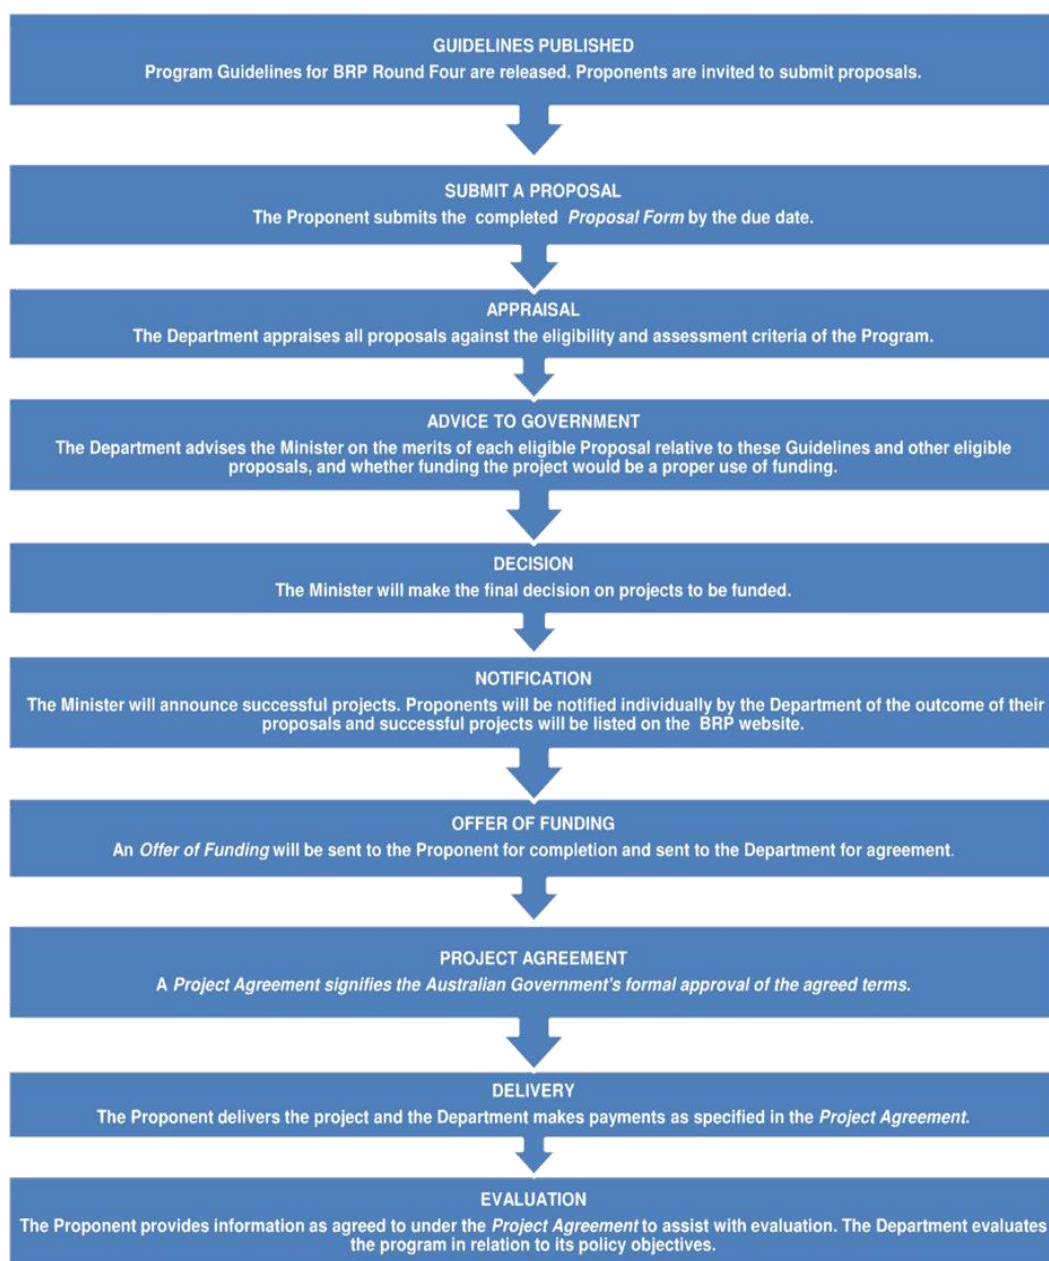 GUIDELINES PUBLISHED
Program Guidelines for BRP Round Four are released. Proponents are invited to submit proposals.
SUBMIT A PROPOSAL
The Proponent submits the completed Proposal Form by the due date.
APPRAISAL
The Department appraises all proposals against the eligibility and assessment criteria of the Program.
ADVICE TO GOVERNMENT
The Department advises the Minister on the merits of each eligible Proposal relative to these Guidelines and other eligible
proposals, and whether funding the project would be a proper use of funding.
DECISION
The Minister will make the final decision on projects to be funded.
NOTIFICATION
The Minister will announce successful projects. Proponents will be notified individually by the Department of the outcome of their
proposals and successful projects will be listed on the BRP website.
OFFER OF FUNDING
An Offer of Funding will be sent to the Proponent for completion and sent to the Department for agreement.
PROJECT AGREEMENT
A Project Agreement signifies the Australian Government's formal approval of the agreed terms.
DELIVERY
The Proponent delivers the project and the Department makes payments as specified in the Project Agreement.
EVALUATION
The Proponent provides information as agreed to under the Project Agreement to assist with evaluation. The Department evaluates
the program in relation to its policy objectives.